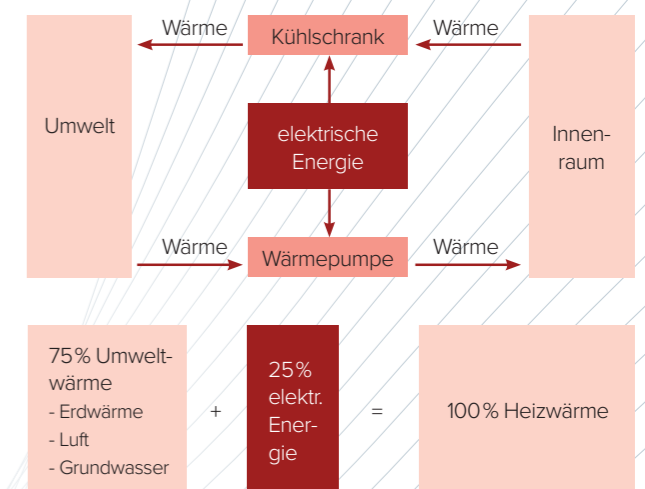 Wärme
Kühlschrank
Wärme
Umwelt
elektrische
Energie
Innen-
raum
Wärme
Wärmepumpe
Wärme
75% Umwelt-
wärme
- Erdwärme
- Luft
- Grundwasser
+
25%
elektr.
Ener-
gie
=
100% Heizwärme